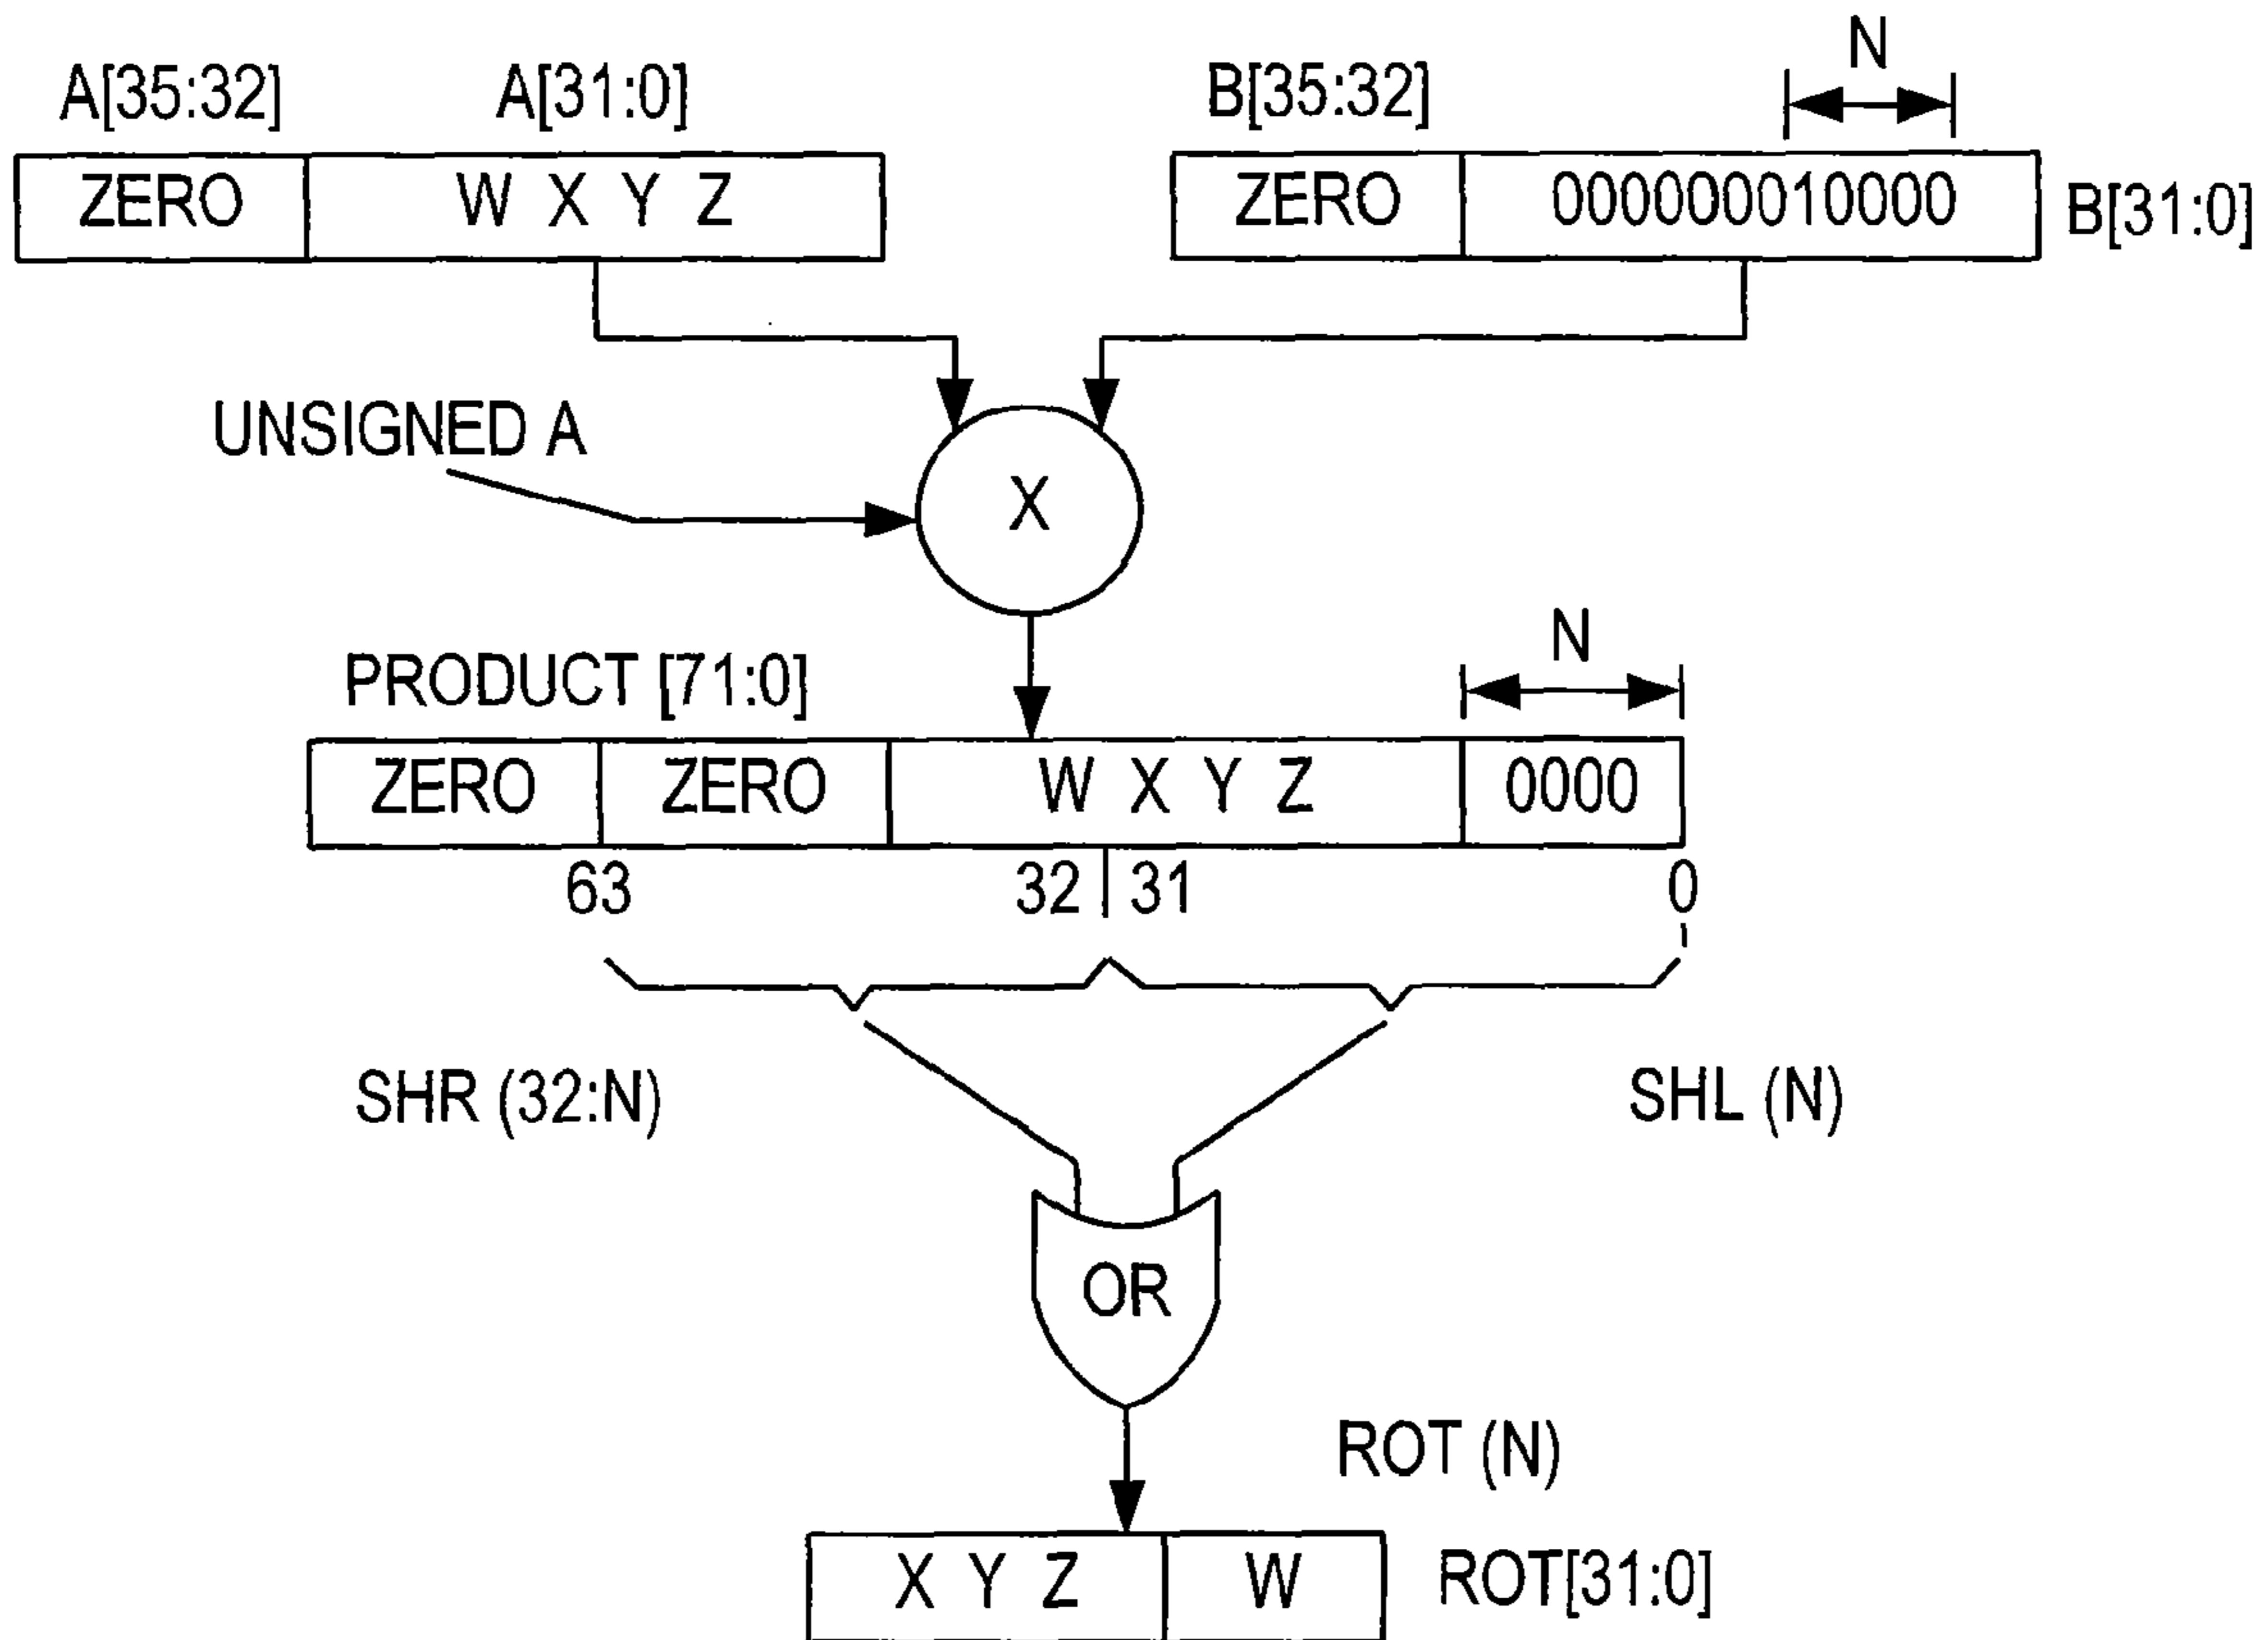 N
A[35:32]
A[31:0]
B[35:32]
ZERO
W X Y Z
ZERO
0000000010000
B[31:0]
UNSIGNED A
X
PRODUCT [71:0]
N
ZERO
ZERO
W X Y Z
0000
63
32
31
0
SHR (32:N)
SHL (N)
OR
ROT (N)
X Y Z
W
ROT[31:0]